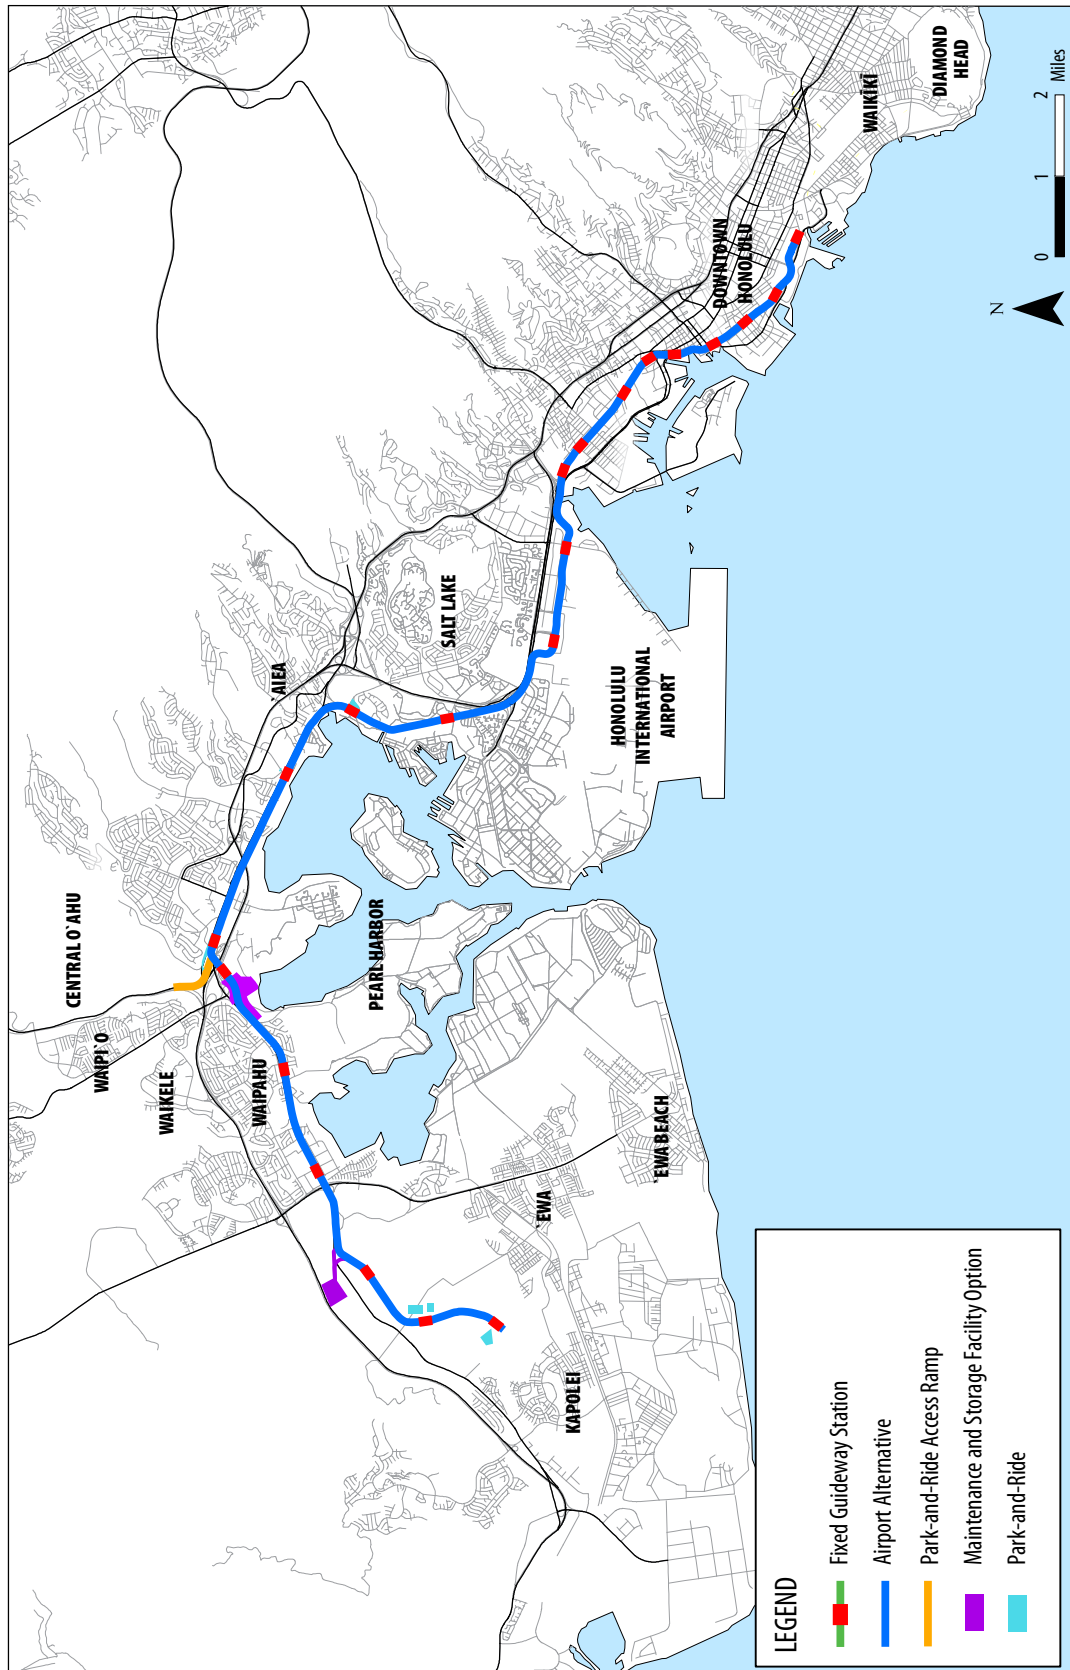 CENTRAL O`AHU
WAIPI`O
WAIKELE
WAIPAHU
`AIEA
SALT LAKE
PEARL HARBOR
HONOLULU
INTERNATIONAL
AIRPORT
DOWNTOWN
HONOLULU
WAIKĪKĪ
DIAMOND
HEAD
`EWA
`EWA BEACH
KAPOLEI
N
0 1 2
Miles
LEGEND
Fixed Guideway Station
Airport Alternative
Park-and-Ride Access Ramp
Maintenance and Storage Facility Option
Park-and-Ride